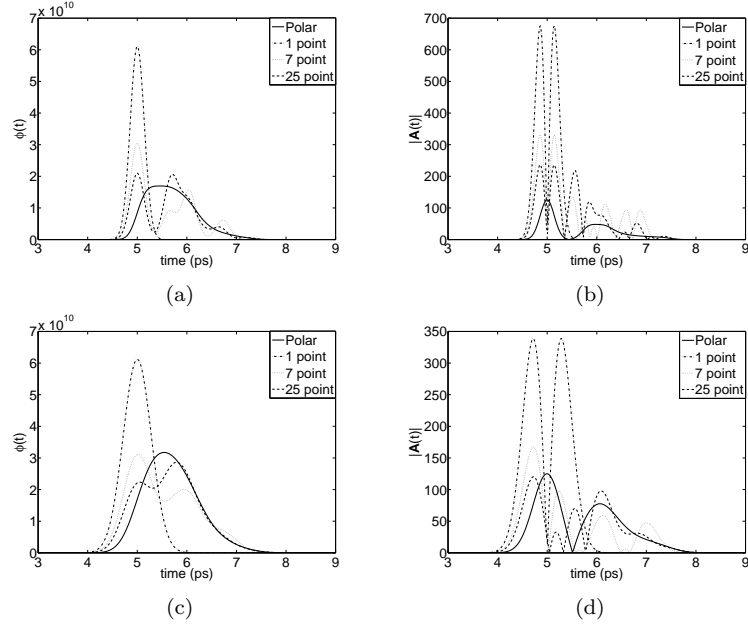 7 x 10^10
6
5
4
3
2
1
0
ϕ(t)
3 4 5 6 7 8 9
time (ps)
Polar
1 point
7 point
25 point
(a)
700
600
500
400
300
200
100
0
|A(t)|
3 4 5 6 7 8 9
time (ps)
Polar
1 point
7 point
25 point
(b)
7 x 10^10
6
5
4
3
2
1
0
ϕ(t)
3 4 5 6 7 8 9
time (ps)
Polar
1 point
7 point
25 point
(c)
350
300
250
200
150
100
50
0
|A(t)|
3 4 5 6 7 8 9
time (ps)
Polar
1 point
7 point
25 point
(d)